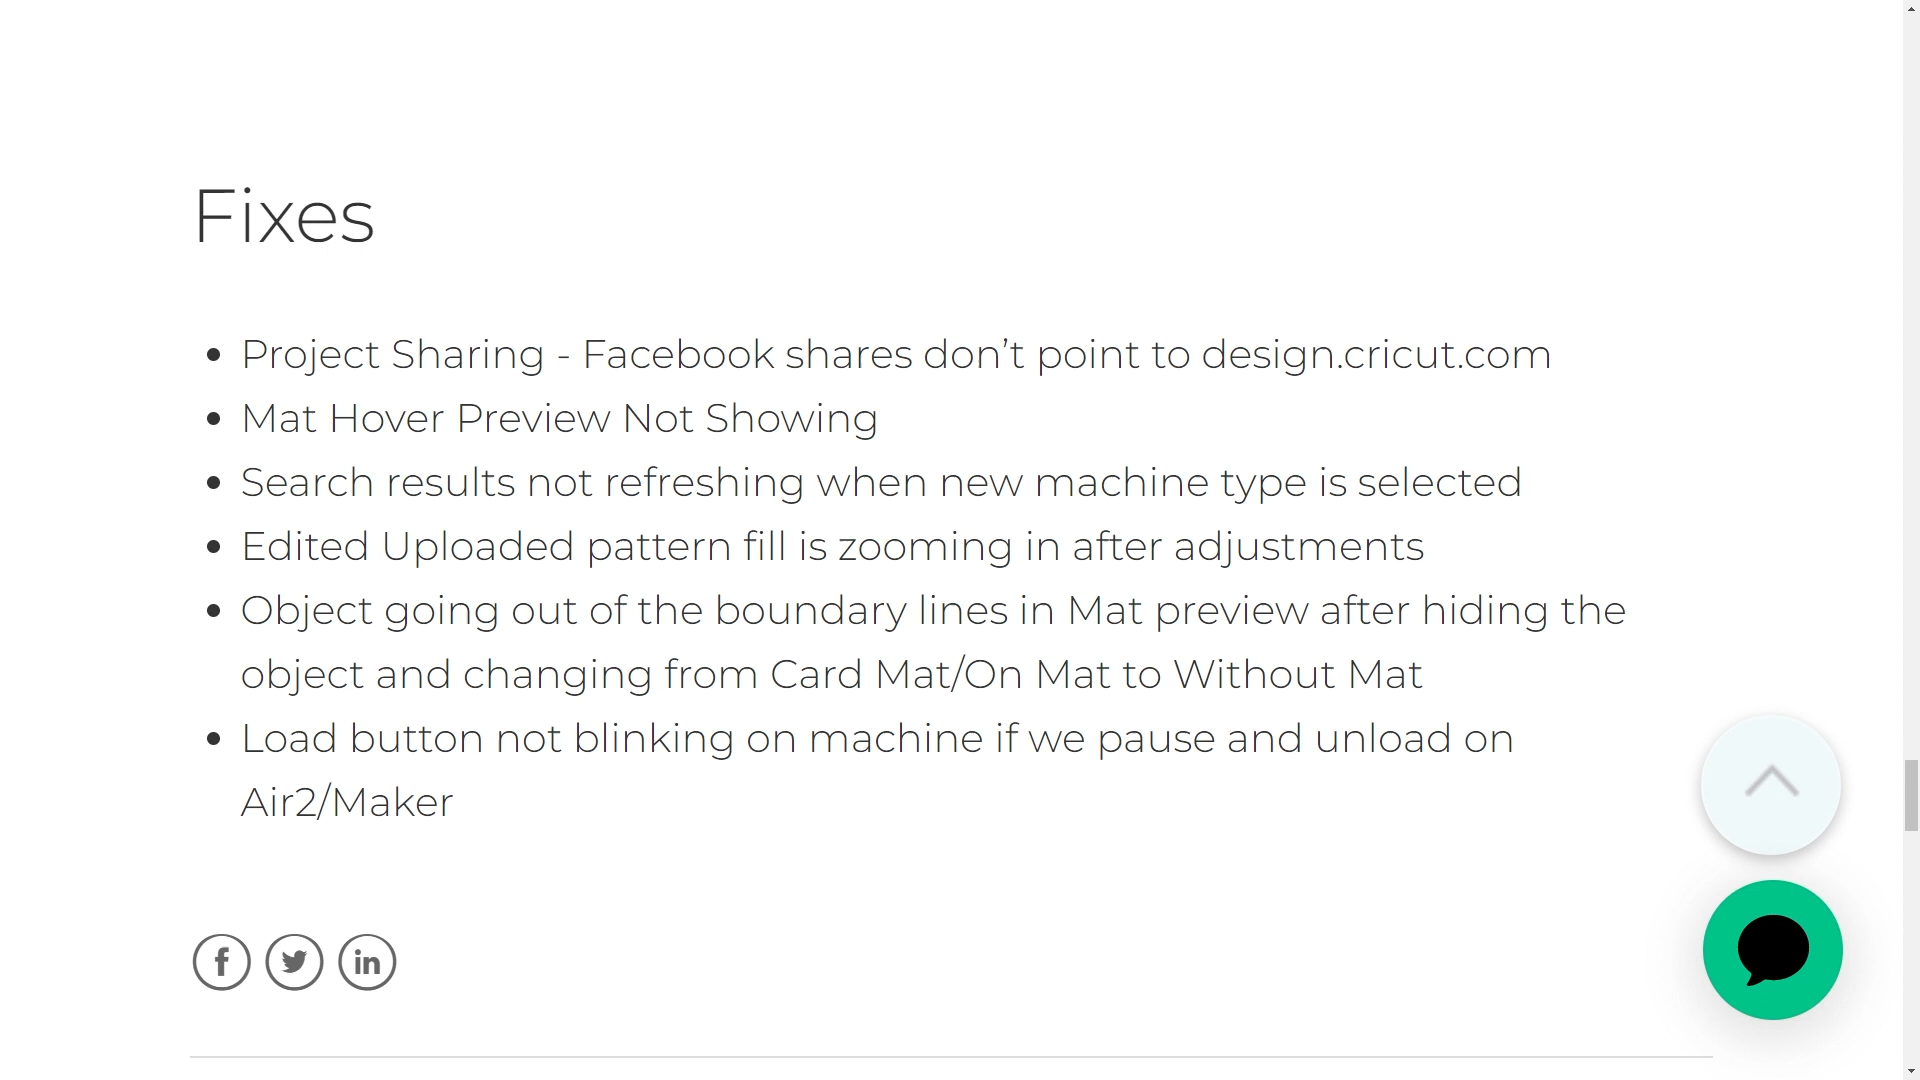 Fixes
Project Sharing - Facebook shares don’t point to design.cricut.com
Mat Hover Preview Not Showing
Search results not refreshing when new machine type is selected
Edited Uploaded pattern fill is zooming in after adjustments
Object going out of the boundary lines in Mat preview after hiding the
object and changing from Card Mat/On Mat to Without Mat
Load button not blinking on machine if we pause and unload on
Air2/Maker